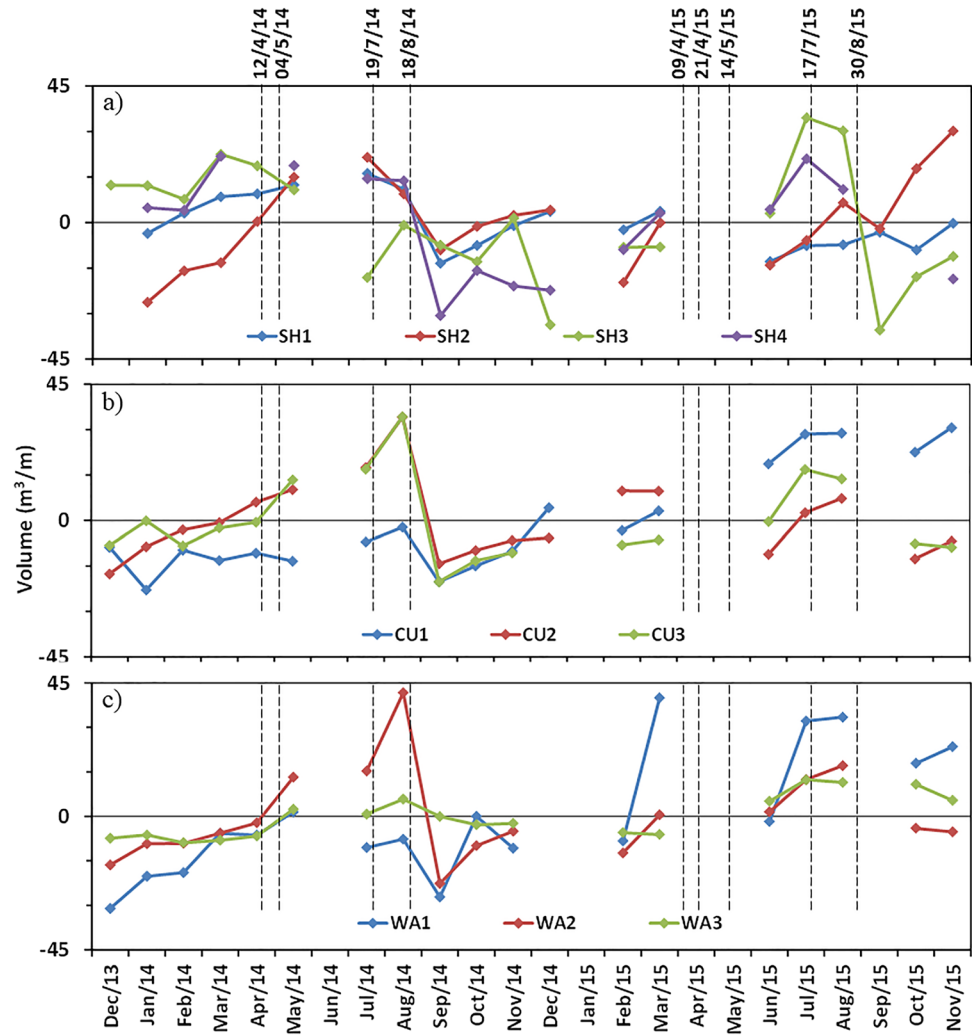 12/4/14
04/5/14
19/7/14
18/8/14
09/4/15
21/4/15
14/5/15
17/7/15
30/8/15
45
a)
0
SH1 SH2 SH3 SH4
-45
45
b)
0
CU1 CU2 CU3
-45
Volume (m³/m)
45
c)
0
WA1 WA2 WA3
-45
Dec/13
Jan/14
Feb/14
Mar/14
Apr/14
May/14
Jul/14
Aug/14
Sep/14
Oct/14
Nov/14
Dec/14
Jan/15
Feb/15
Mar/15
Apr/15
May/15
Jun/15
Jul/15
Aug/15
Sep/15
Oct/15
Nov/15